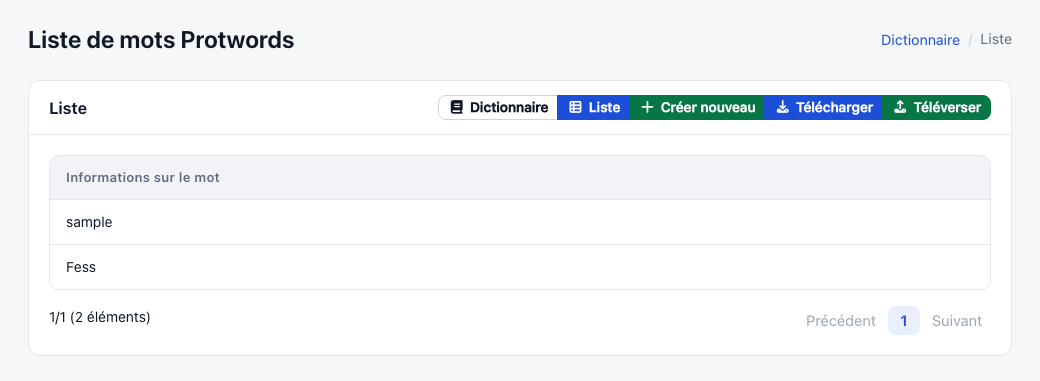 Liste de mots Protwords
Dictionnaire / Liste
Liste
Dictionnaire Liste Créer nouveau Télécharger Téléverser
Informations sur le mot
sample
Fess
1/1 (2 éléments)
Précédent 1 Suivant